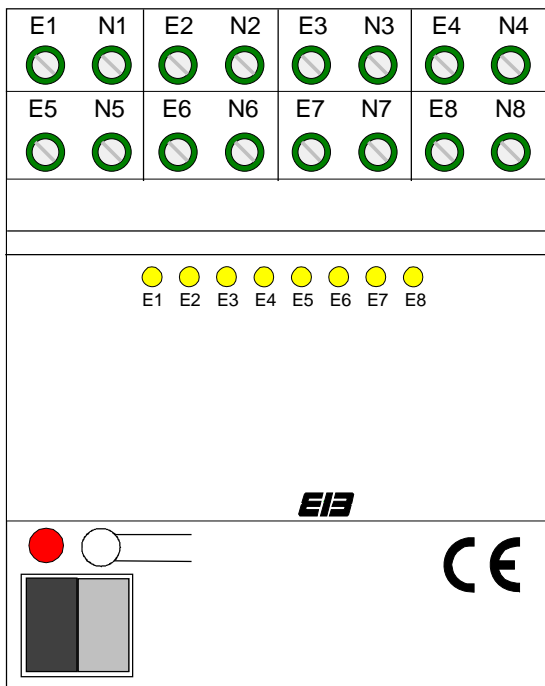 E1 N1 E2 N2 E3 N3 E4 N4
E5 N5 E6 N6 E7 N7 E8 N8
E1 E2 E3 E4 E5 E6 E7 E8
EIB
CE